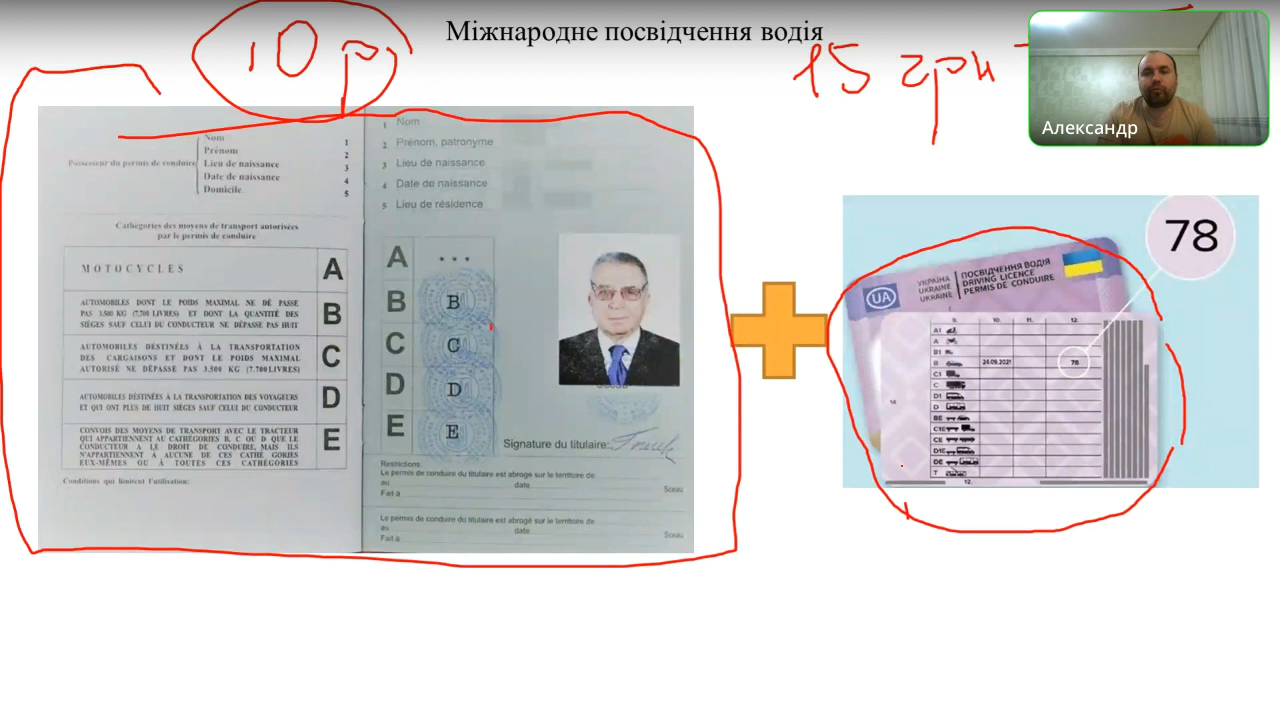 Міжнародне посвідчення водія
10 р
15 грн
Александр
Nom
Prénom
Possesseur du permis de conduire
Lieu de naissance
Date de naissance
Domicile
1
2
3
4
5
Cathégories des moyens de transport autorisées
par le permis de conduire
MOTOCYCLES
A
AUTOMOBILES DONT LE POIDS MAXIMAL NE DÉ PASSE
PAS 3.500 KG (7.700 LIVRES) ET DONT LA QUANTITÉ DES
SIÈGES SAUF CELUI DU CONDUCTEUR NE DÉPASSE PAS HUIT
B
AUTOMOBILES DESTINÉES À LA TRANSPORTATION
DES CARGAISONS ET DONT LE POIDS MAXIMAL
AUTORISÉ NE DÉPASSE PAS 3.500 KG (7.700 LIVRES)
C
AUTOMOBILES DÉSTINÉES À LA TRANSPORTATION DES VOYAGEURS
ET QUI ONT PLUS DE HUIT SIÈGES SAUF CELUI DU CONDUCTEUR
D
CONVOIS DES MOYENS DE TRANSPORT AVEC LE TRACTEUR
QUI APPARTIENNENT AU CATÉGORIES B, C OU D QUE LE
CONDUCTEUR A LE DROIT DE CONDUIRE, MAIS ILS
N'APPARTIENNENT À AUCUNE DE CES CATHÉ GORIES
EUX-MÊMES OU À TOUTES CES CATHÉGORIES
E
Conditions qui limitent l'utilisation:
1 Nom
2 Prénom, patronyme
3 Lieu de naissance
4 Date de naissance
5 Lieu de résidence
A ***
B B
C C
D D
E E
Signature du titulaire:
Restrictions:
Le permis de conduire du titulaire est abrogé sur le territoire de
au date
Fait à Sceau
Le permis de conduire du titulaire est abrogé sur le territoire de
au date
Fait à Sceau
78
UA
УКРАЇНА
UKRAINE
UKRAINE
ПОСВІДЧЕННЯ ВОДІЯ
DRIVING LICENCE
PERMIS DE CONDUIRE
9. 10. 11. 12.
A1
A
B1
B 24.09.2021 78
C1
C
D1
D
BE
C1E
CE
D1E
DE
T
14
12.